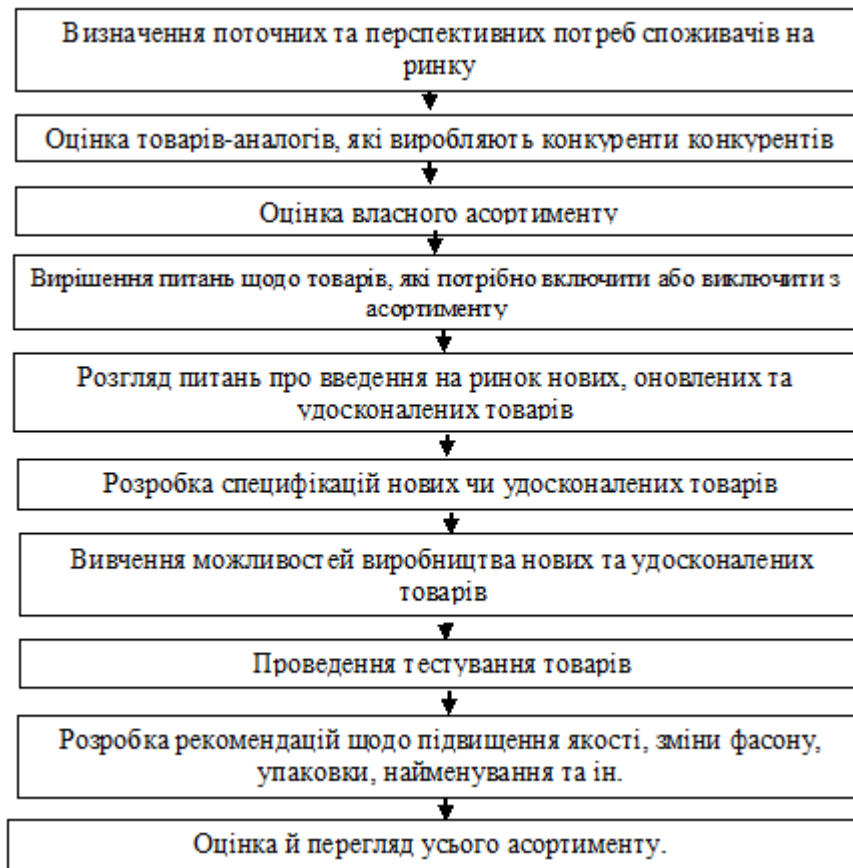 Визначення поточних та перспективних потреб споживачів на
ринку
Оцінка товарів-аналогів, які виробляють конкуренти конкурентів
Оцінка власного асортименту
Вирішення питань щодо товарів, які потрібно включити або виключити з
асортименту
Розгляд питань про введення на ринок нових, оновлених та
удосконалених товарів
Розробка специфікацій нових чи удосконалених товарів
Вивчення можливостей виробництва нових та удосконалених
товарів
Проведення тестування товарів
Розробка рекомендацій щодо підвищення якості, зміни фасону,
упаковки, найменування та ін.
Оцінка й перегляд усього асортименту.